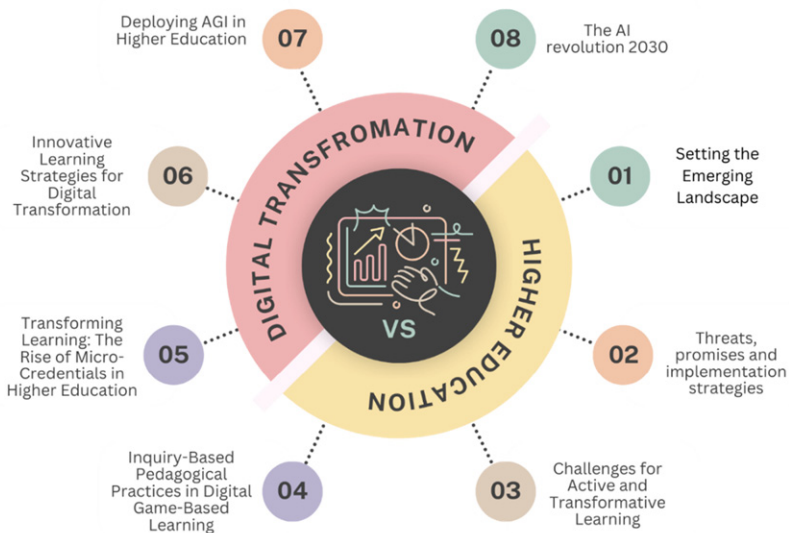 Deploying AGI in
Higher Education
07
08
The AI
revolution 2030
Innovative
Learning
Strategies for
Digital
Transformation
06
01
Setting the
Emerging
Landscape
DIGITAL TRANSFROMATION
VS
HIGHER EDUCATION
Transforming
Learning: The
Rise of Micro-
Credentials in
Higher Education
05
02
Threats,
promises and
implementation
strategies
Inquiry-Based
Pedagogical
Practices in Digital
Game-Based
Learning
04
03
Challenges for
Active and
Transformative
Learning